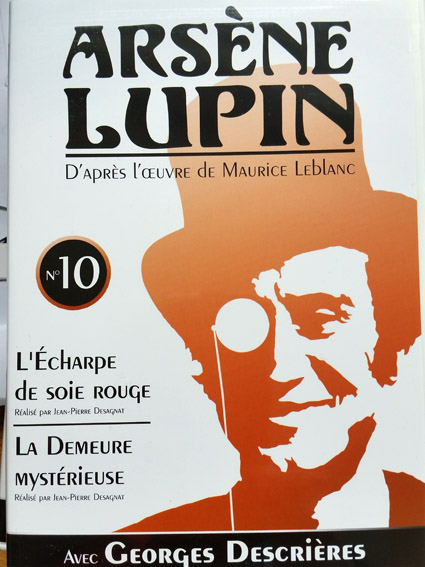 ARSÈNE
LUPIN
D'après l'œuvre de Maurice Leblanc
N° 10
L'Écharpe
de soie rouge
Réalisé par Jean-Pierre Desagnat
La Demeure
mystérieuse
Réalisé par Jean-Pierre Desagnat
Avec Georges Descrières